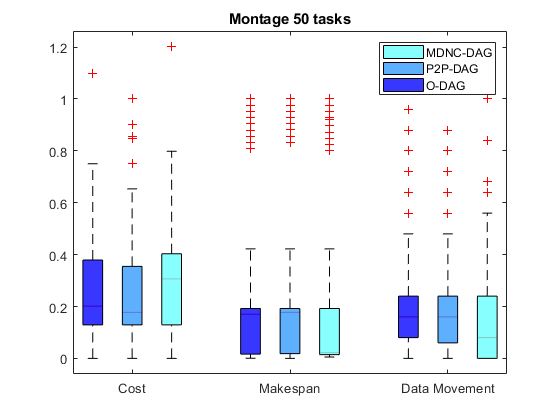 Montage 50 tasks
1.2
1
0.8
0.6
0.4
0.2
0
MDNC-DAG
P2P-DAG
O-DAG
Cost
Makespan
Data Movement